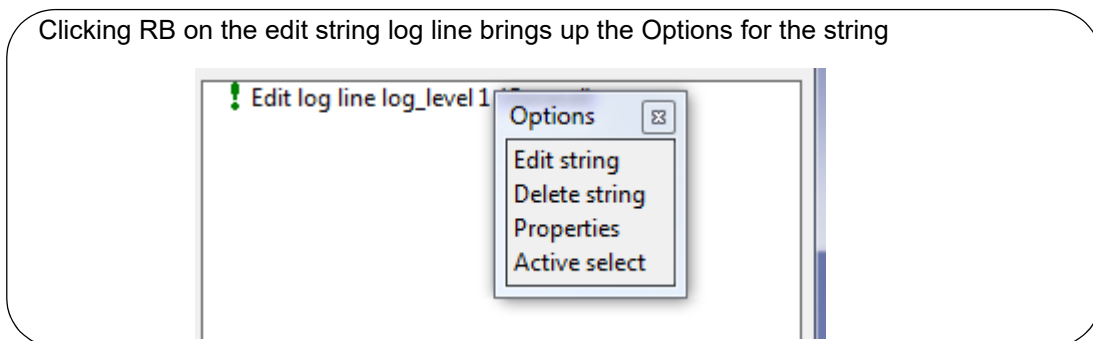 Clicking RB on the edit string log line brings up the Options for the string
Edit log line log_level 1
Options
Edit string
Delete string
Properties
Active select